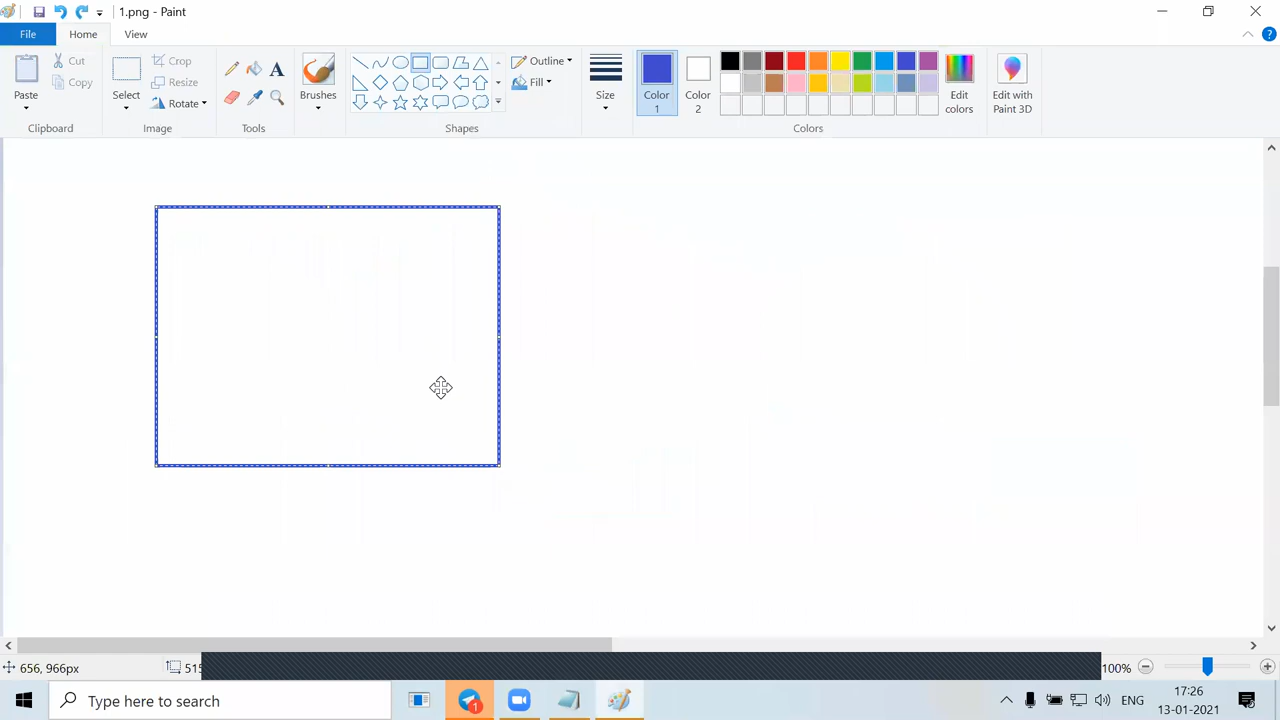 1.png - Paint
File Home View
Paste Cut Copy Clipboard
Select Crop Resize Rotate Image
Tools
Brushes
Shapes
Outline Fill
Size
Color 1 Color 2 Edit colors Colors
Edit with Paint 3D
656, 966px 515 100%
Type here to search 1 ENG 17:26
13-01-2021